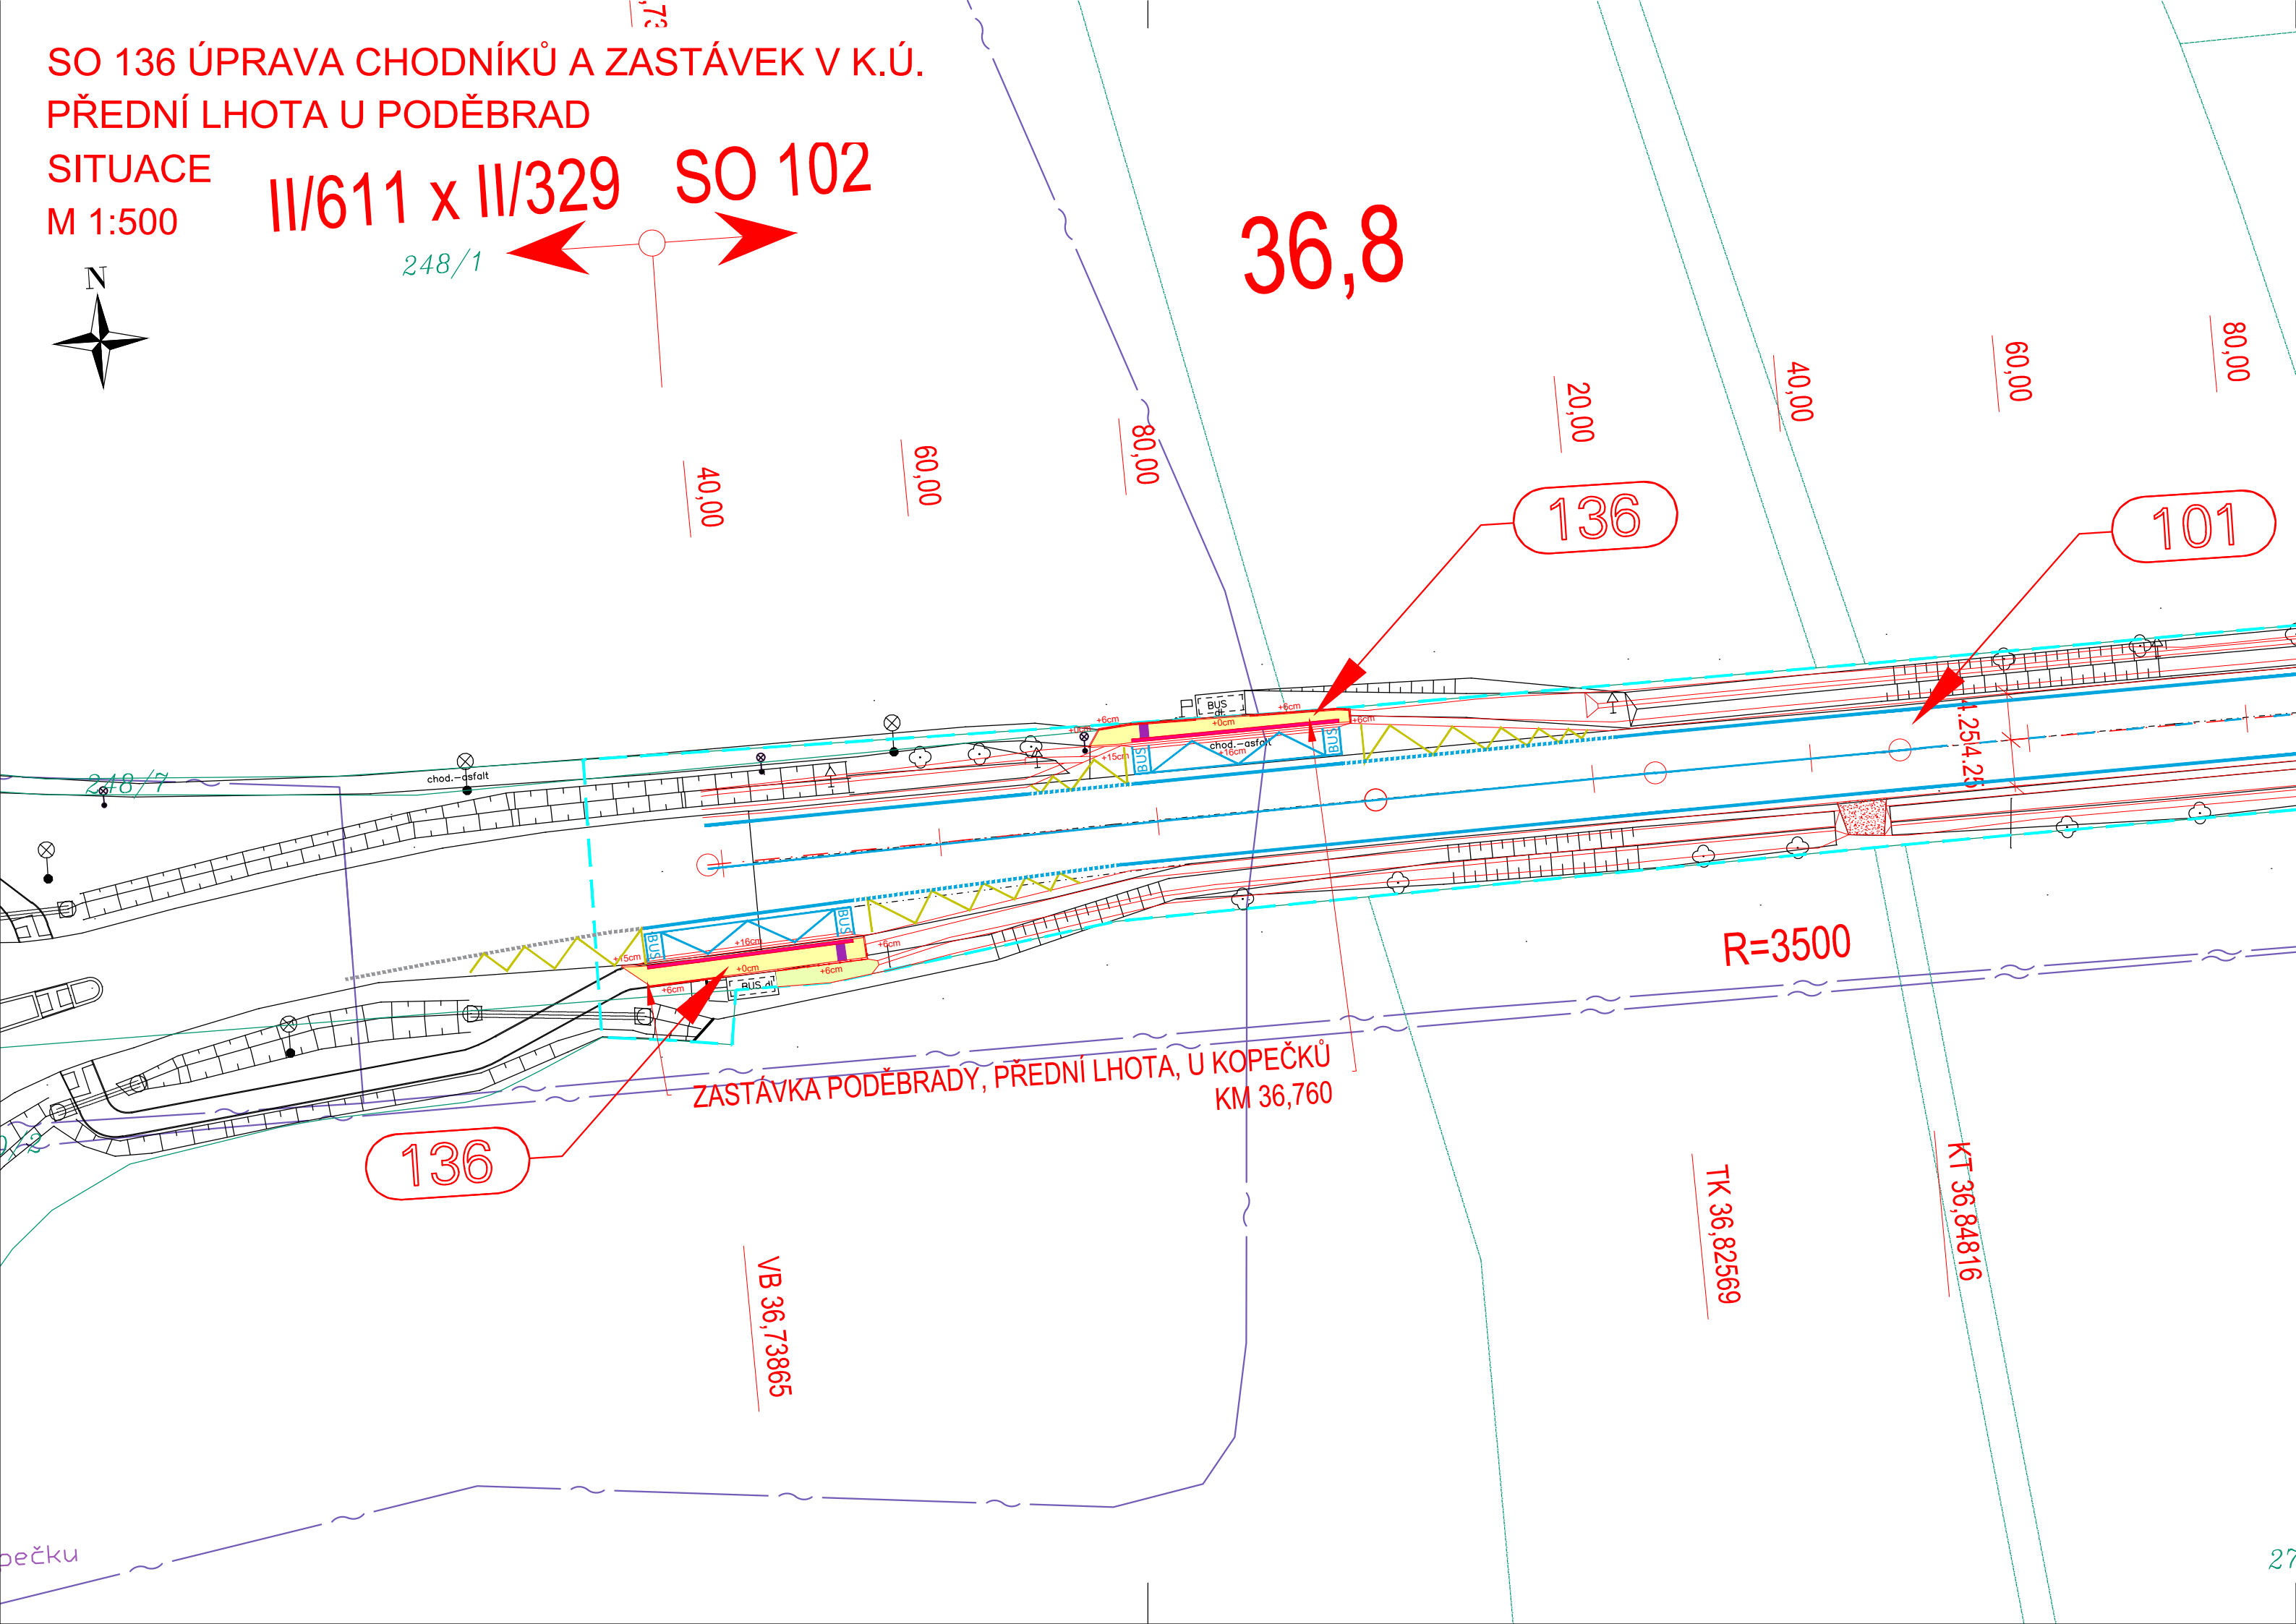 SO 136 ÚPRAVA CHODNÍKŮ A ZASTÁVEK V K.Ú.
PŘEDNÍ LHOTA U PODĚBRAD
SITUACE
M 1:500
II/611 x II/329 SO 102
248/1
N
36,8
40,00
60,00
80,00
20,00
40,00
60,00
80,00
136
101
248/7
chod.-asfalt
+6cm
+0cm
+6cm
+6cm
BUS
chod.-asfalt
+16cm
+15cm
BUS
BUS
BUS
BUS
+16cm
+15cm
+0cm
+6cm
+6cm
+6cm
BUS
R=3500
ZASTÁVKA PODĚBRADY, PŘEDNÍ LHOTA, U KOPEČKŮ
KM 36,760
136
VB 36,73865
TK 36,82569
KT 36,84816
pečku
27